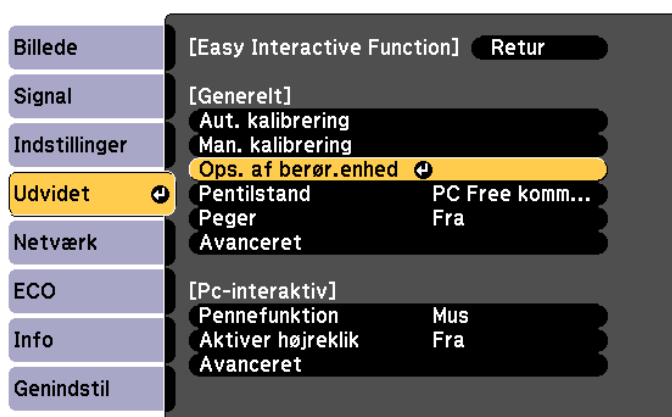 Billede
Signal
Indstillinger
Udvidet
Netværk
ECO
Info
Genindstil
[Easy Interactive Function] Retur
[Generelt]
Aut. kalibrering
Man. kalibrering
Ops. af berør.enhed
Pentilstand PC Free komm...
Peger Fra
Avanceret
[Pc-interaktiv]
Pennefunktion Mus
Aktiver højreklik Fra
Avanceret